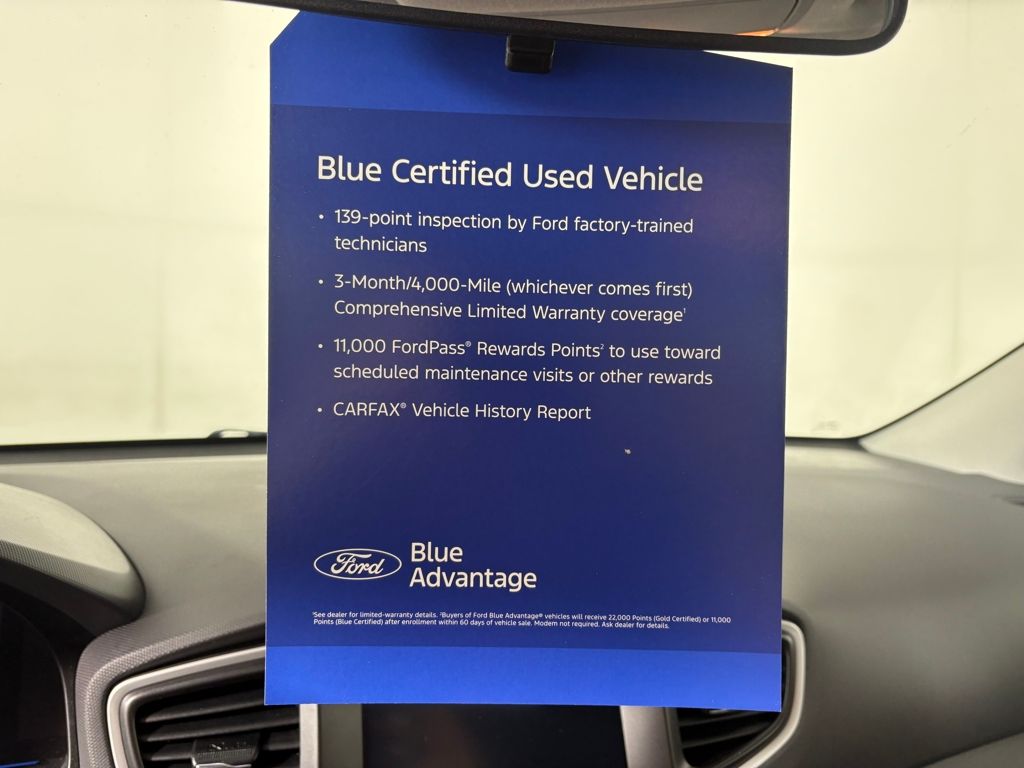 Blue Certified Used Vehicle
• 139-point inspection by Ford factory-trained
technicians
• 3-Month/4,000-Mile (whichever comes first)
Comprehensive Limited Warranty coverage¹
• 11,000 FordPass® Rewards Points² to use toward
scheduled maintenance visits or other rewards
• CARFAX® Vehicle History Report
Ford
Blue
Advantage
¹See dealer for limited-warranty details. ²Buyers of Ford Blue Advantage® vehicles will receive 22,000 Points (Gold Certified) or 11,000
Points (Blue Certified) after enrollment within 60 days of vehicle sale. Modem not required. Ask dealer for details.